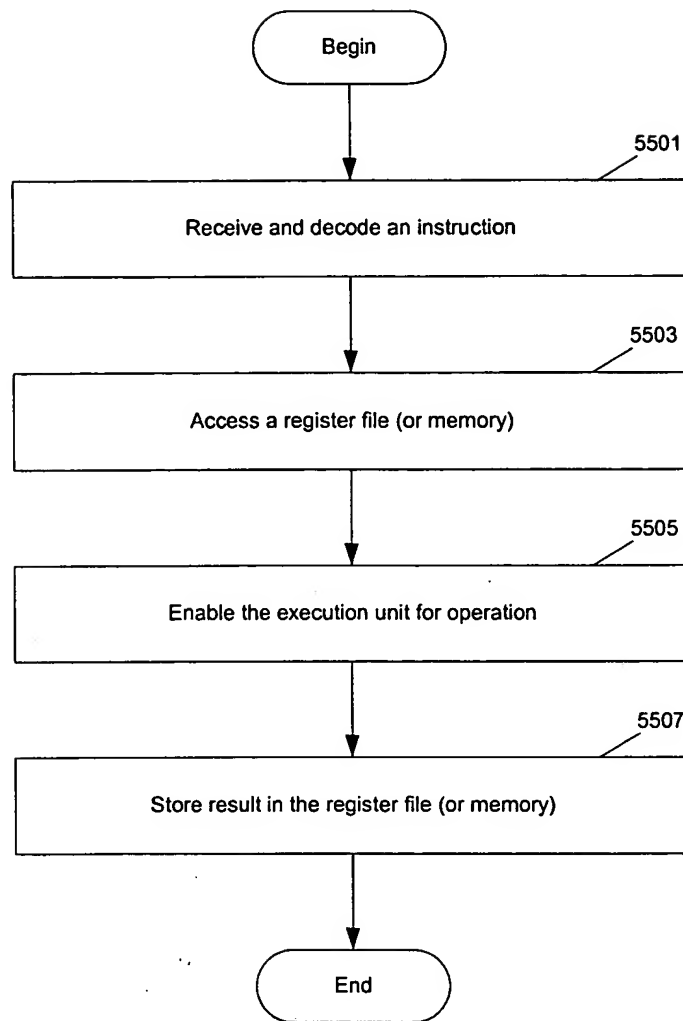 Begin
5501
Receive and decode an instruction
5503
Access a register file (or memory)
5505
Enable the execution unit for operation
5507
Store result in the register file (or memory)
End